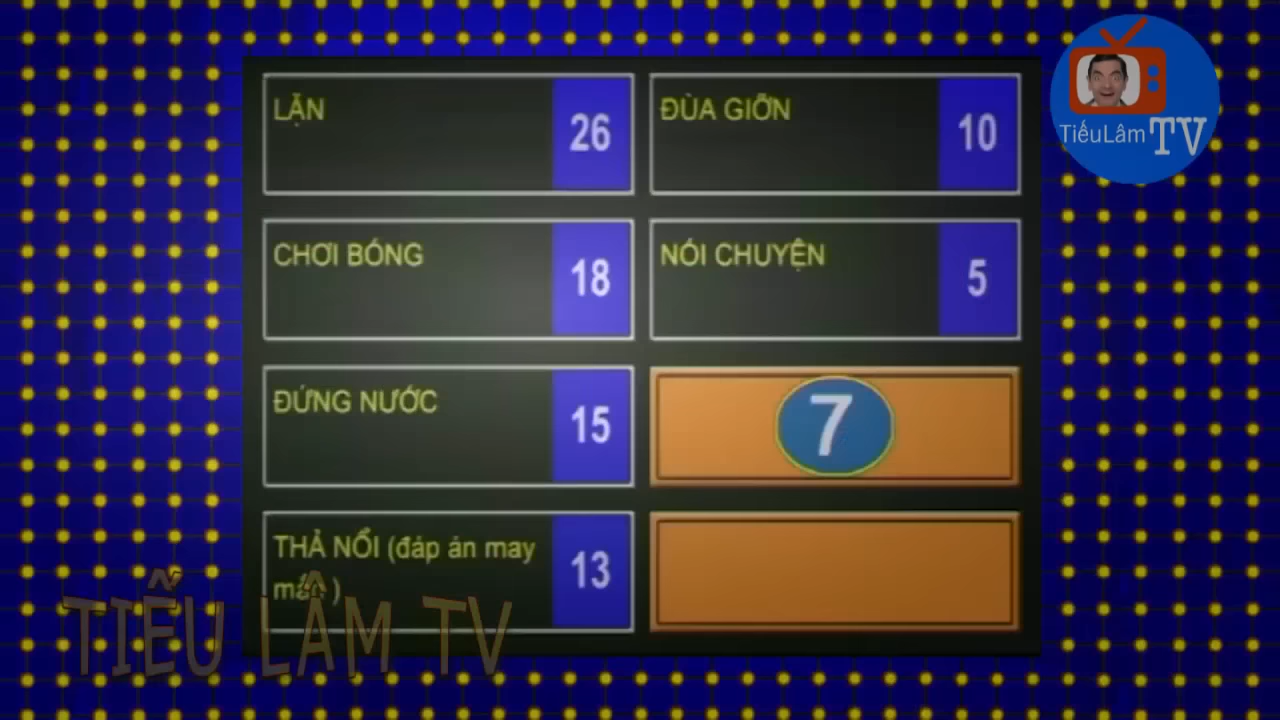 LẶN
26
ĐÙA GIỠN
10
CHƠI BÓNG
18
NÓI CHUYỆN
5
ĐỨNG NƯỚC
15
7
THẢ NỔI (đáp án may
mắn )
13
TiếuLâm TV
TIẾU LÂM TV